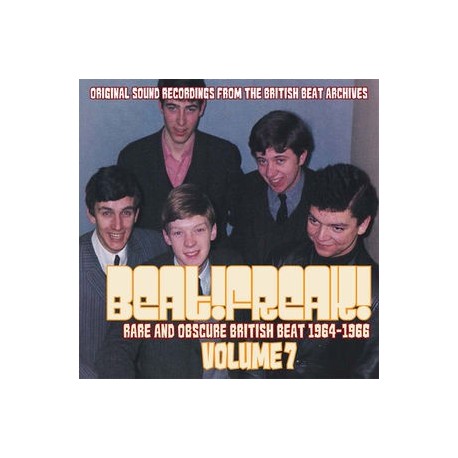 ORIGINAL SOUND RECORDINGS FROM THE BRITISH BEAT ARCHIVES
BEAT!FREAK!
RARE AND OBSCURE BRITISH BEAT 1964-1966
VOLUME 7